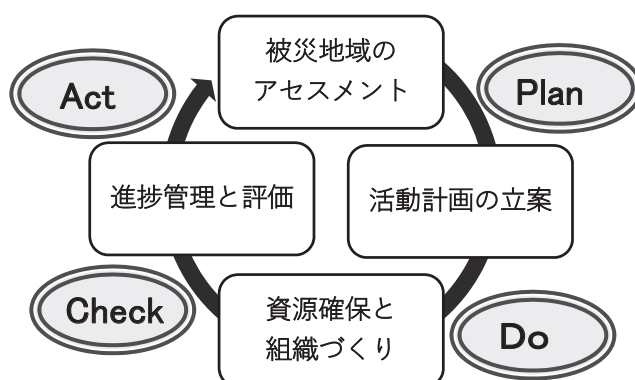 被災地域の
アセスメント
Act
Plan
進捗管理と評価
活動計画の立案
Check
資源確保と
組織づくり
Do